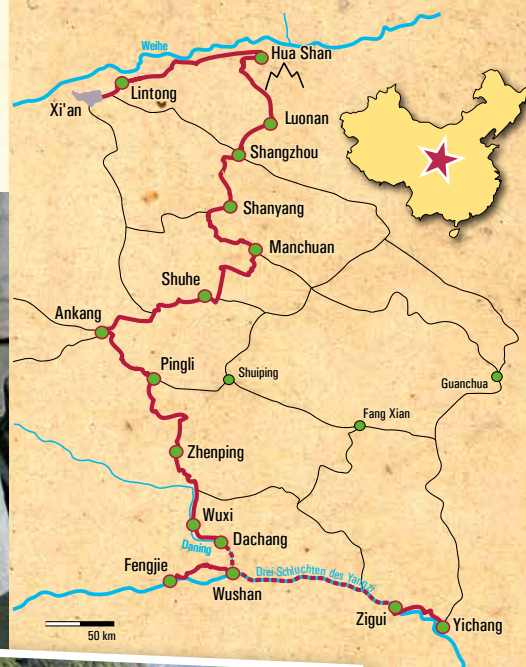 Weihe
Hua Shan
Lintong
Xi'an
Luonan
Shangzhou
Shanyang
Manchuan
Shuhe
Ankang
Pingli
Shuiping
Guanchua
Fang Xian
Zhenping
Wuxi
Daning
Dachang
Fengjie
Drei Schluchten des
Wushan
Zigui
Yichang
50 km